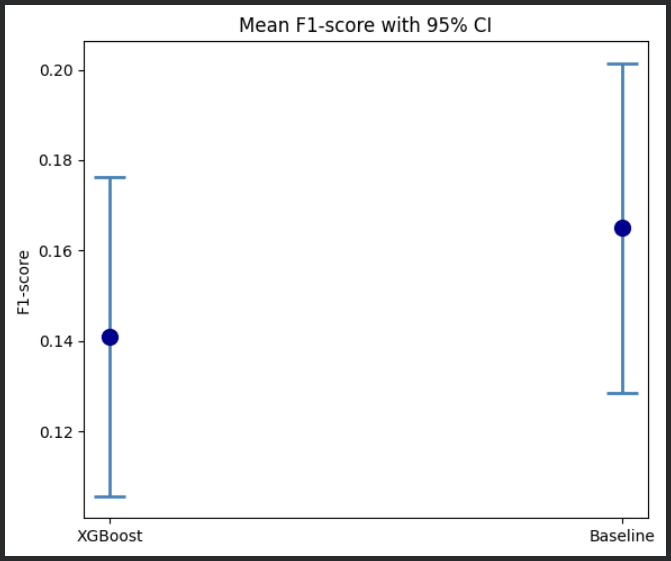 Mean F1-score with 95% CI
0.20
0.18
0.16
0.14
0.12
F1-score
XGBoost
Baseline